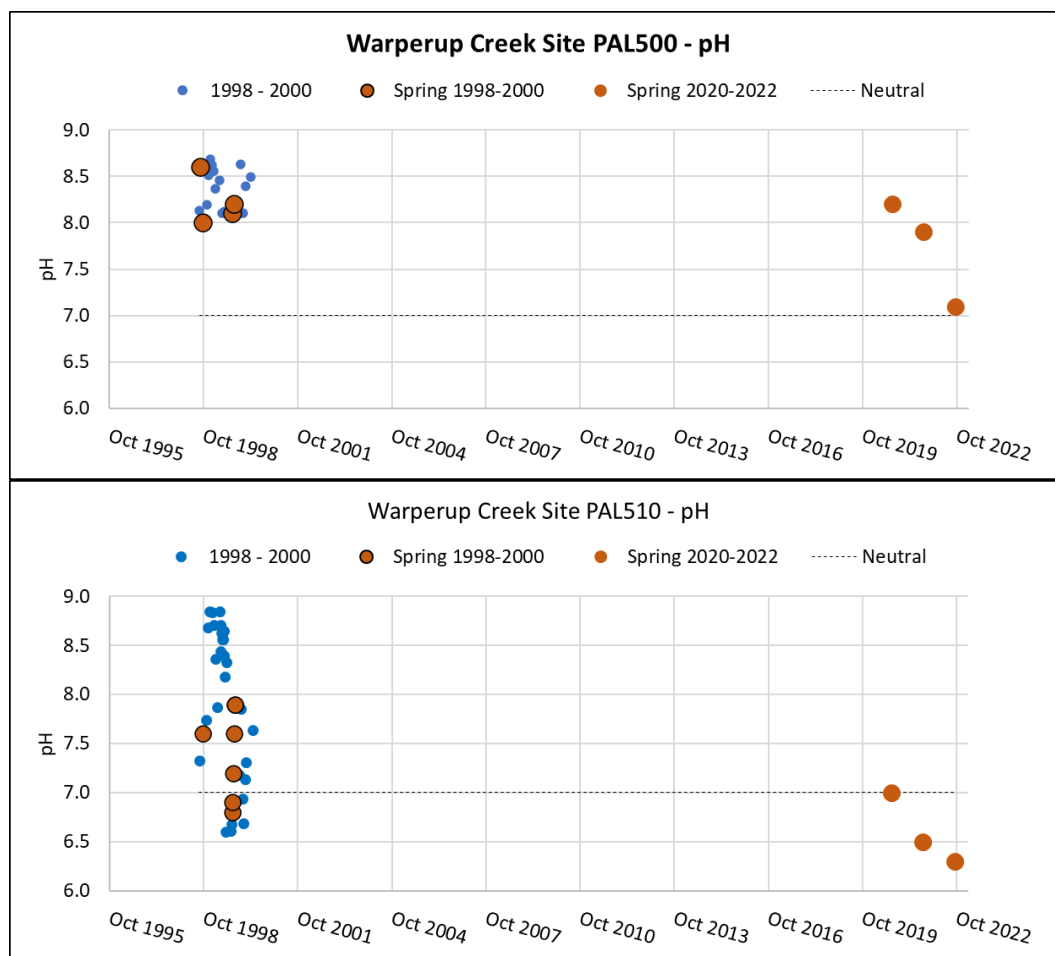 Warperup Creek Site PAL500 - pH
1998 - 2000 Spring 1998-2000 Spring 2020-2022 Neutral
9.0
8.5
8.0
7.5
7.0
6.5
6.0
pH
Oct 1995 Oct 1998 Oct 2001 Oct 2004 Oct 2007 Oct 2010 Oct 2013 Oct 2016 Oct 2019 Oct 2022
Warperup Creek Site PAL510 - pH
1998 - 2000 Spring 1998-2000 Spring 2020-2022 Neutral
9.0
8.5
8.0
7.5
7.0
6.5
6.0
pH
Oct 1995 Oct 1998 Oct 2001 Oct 2004 Oct 2007 Oct 2010 Oct 2013 Oct 2016 Oct 2019 Oct 2022